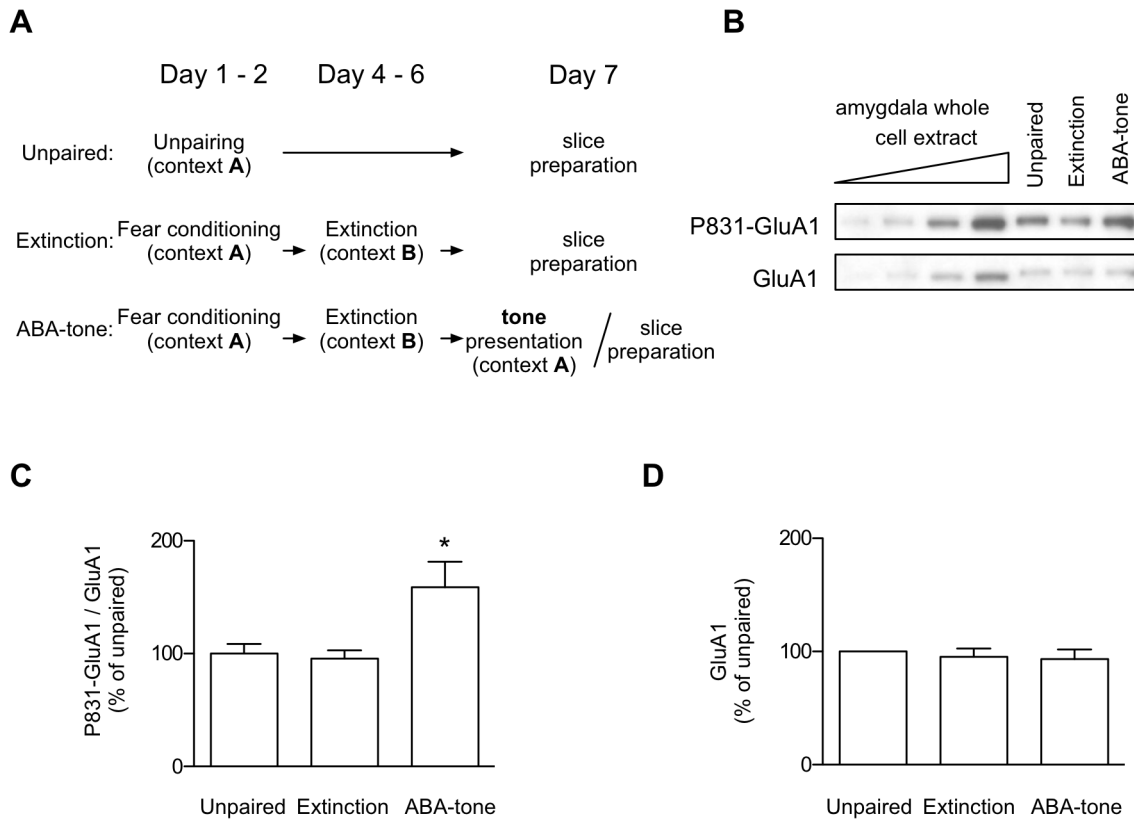 A
Day 1 - 2
Day 4 - 6
Day 7
Unpaired:
Unpairing
(context A)
slice
preparation
Extinction:
Fear conditioning
(context A)
Extinction
(context B)
slice
preparation
ABA-tone:
Fear conditioning
(context A)
Extinction
(context B)
tone
presentation
(context A)
slice
preparation
B
amygdala whole
cell extract
Unpaired
Extinction
ABA-tone
P831-GluA1
GluA1
C
P831-GluA1 / GluA1
(% of unpaired)
200
100
0
*
Unpaired
Extinction
ABA-tone
D
GluA1
(% of unpaired)
200
100
0
Unpaired
Extinction
ABA-tone